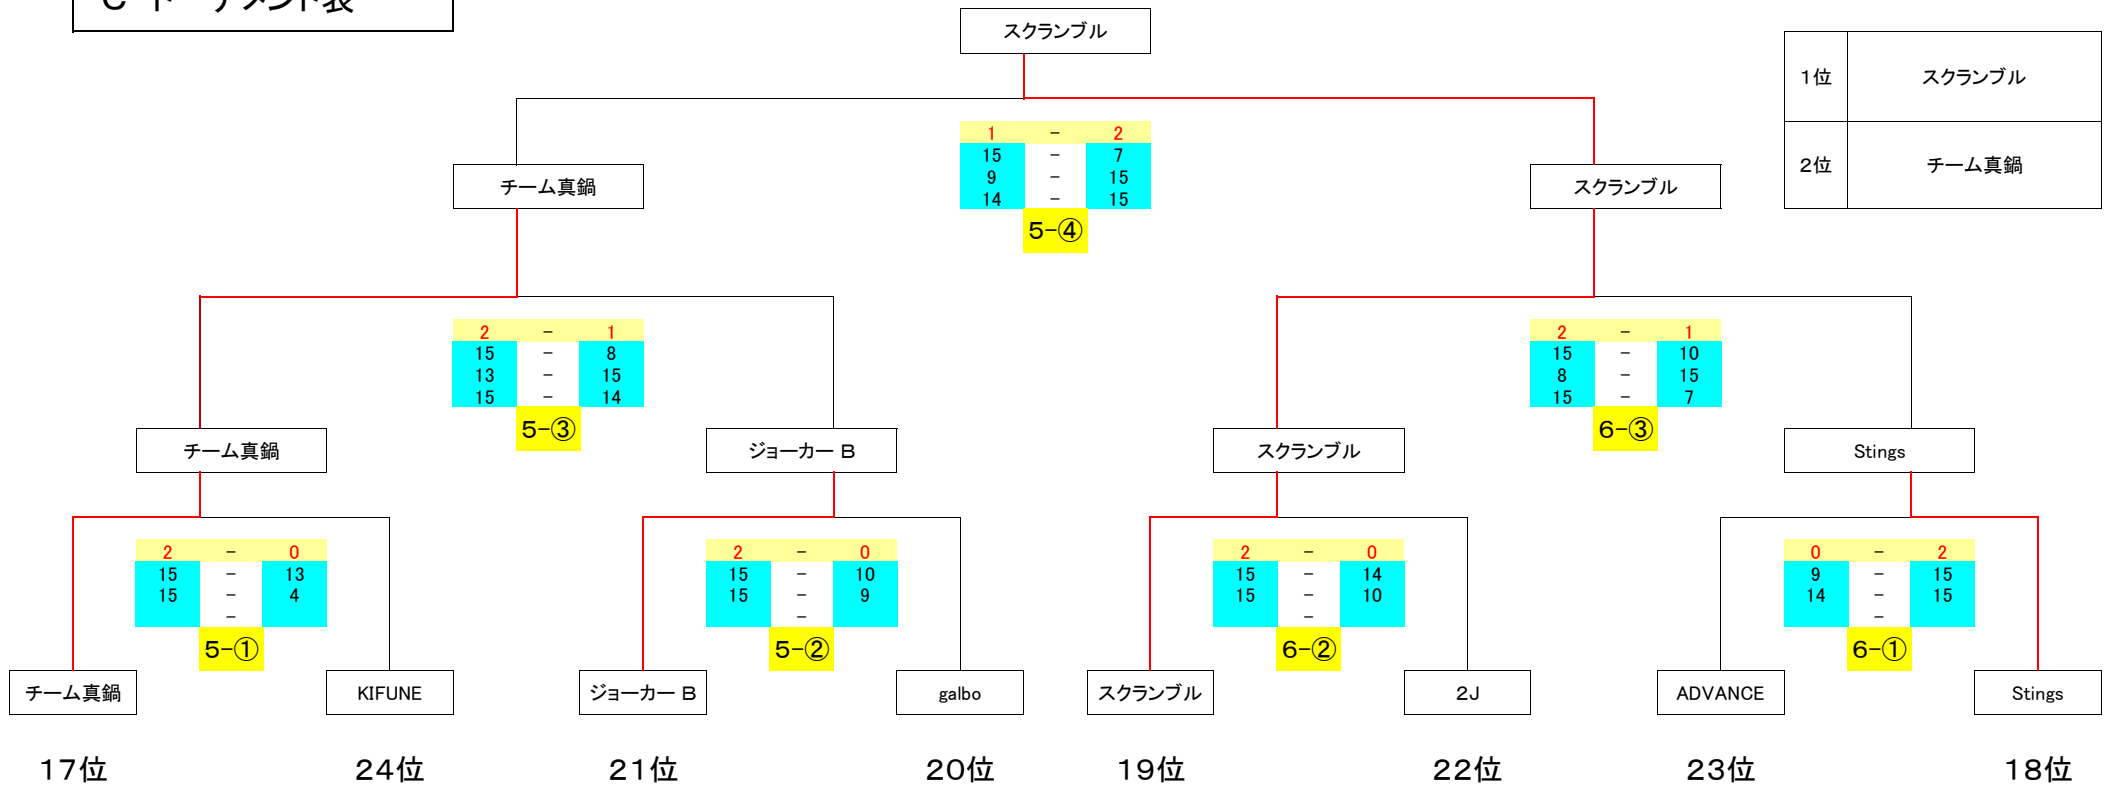 C トーナメント表
スクランブル
1位 スクランブル
2位 チーム真鍋
1 - 2
15 - 7
9 - 15
14 - 15
5-④
チーム真鍋
スクランブル
2 - 1
15 - 8
13 - 15
15 - 14
5-③
2 - 1
15 - 10
8 - 15
15 - 7
6-③
チーム真鍋
ジョーカー B
スクランブル
Stings
2 - 0
15 - 13
15 - 4
-
5-①
2 - 0
15 - 10
15 - 9
-
5-②
2 - 0
15 - 14
15 - 10
-
6-②
0 - 2
9 - 15
14 - 15
-
6-①
チーム真鍋
KIFUNE
ジョーカー B
galbo
スクランブル
2J
ADVANCE
Stings
17位
24位
21位
20位
19位
22位
23位
18位